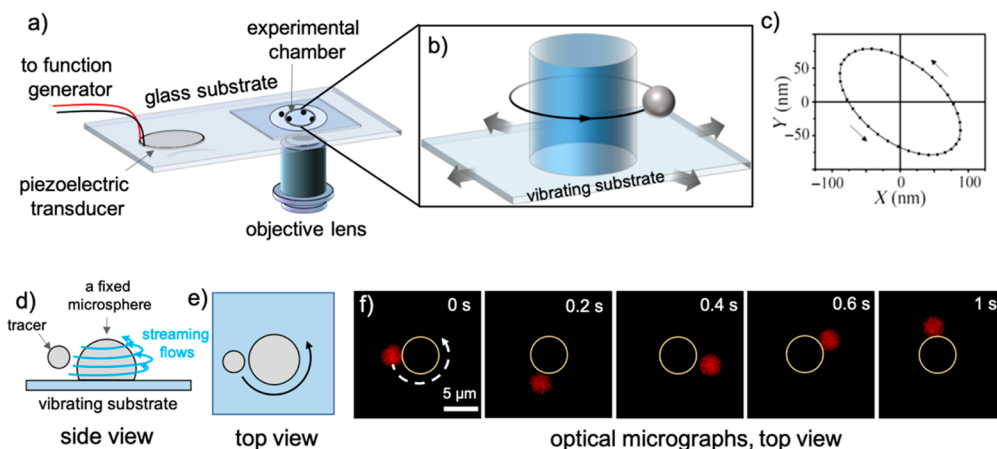 a)
to function
generator
glass substrate
experimental
chamber
piezoelectric
transducer
objective lens
b)
vibrating substrate
c)
Y (nm)
50
0
−50
−100
0
100
X (nm)
d)
a fixed
microsphere
tracer
streaming
flows
vibrating substrate
side view
e)
top view
f)
0 s
5 μm
0.2 s
0.4 s
0.6 s
1 s
optical micrographs, top view